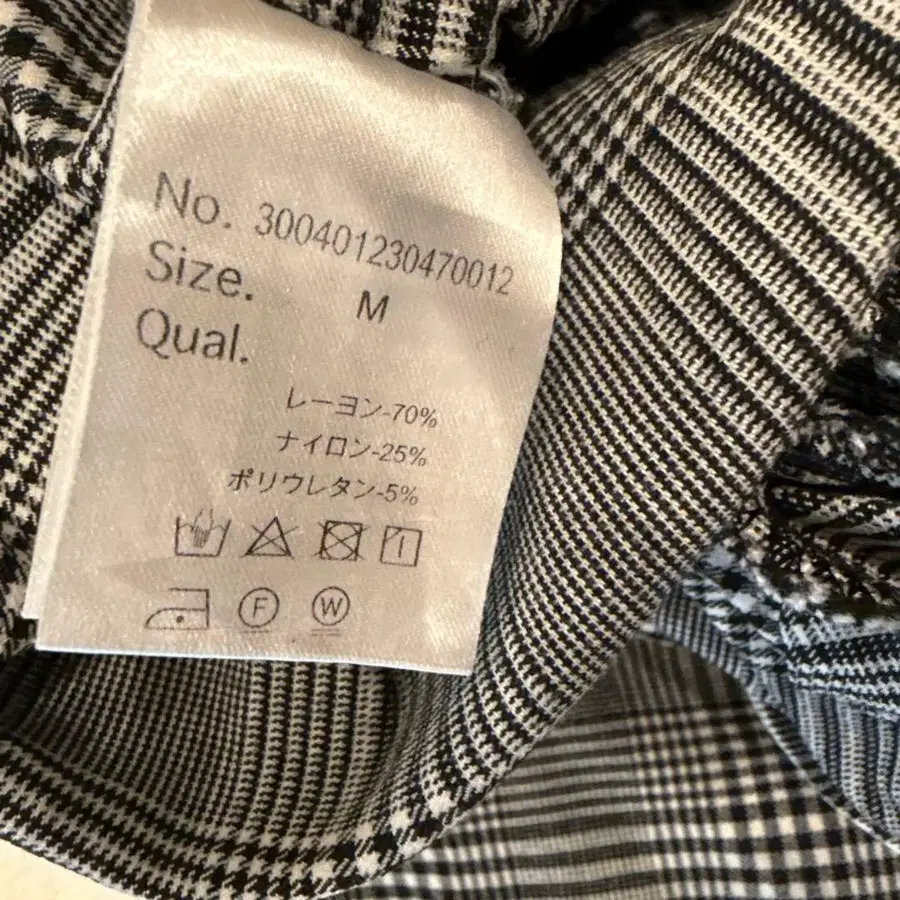 No. 300401230470012
Size. M
Qual.
レーヨン-70%
ナイロン-25%
ポリウレタン-5%
F W